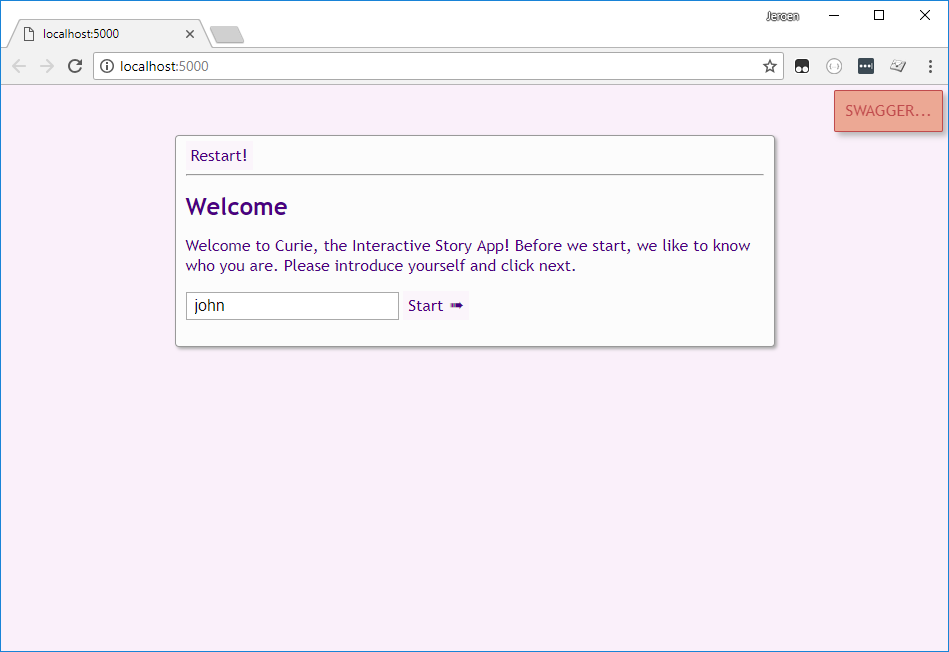 Jeroen
localhost:5000
localhost:5000
SWAGGER...
Restart!
Welcome
Welcome to Curie, the Interactive Story App! Before we start, we like to know
who you are. Please introduce yourself and click next.
john
Start ➠